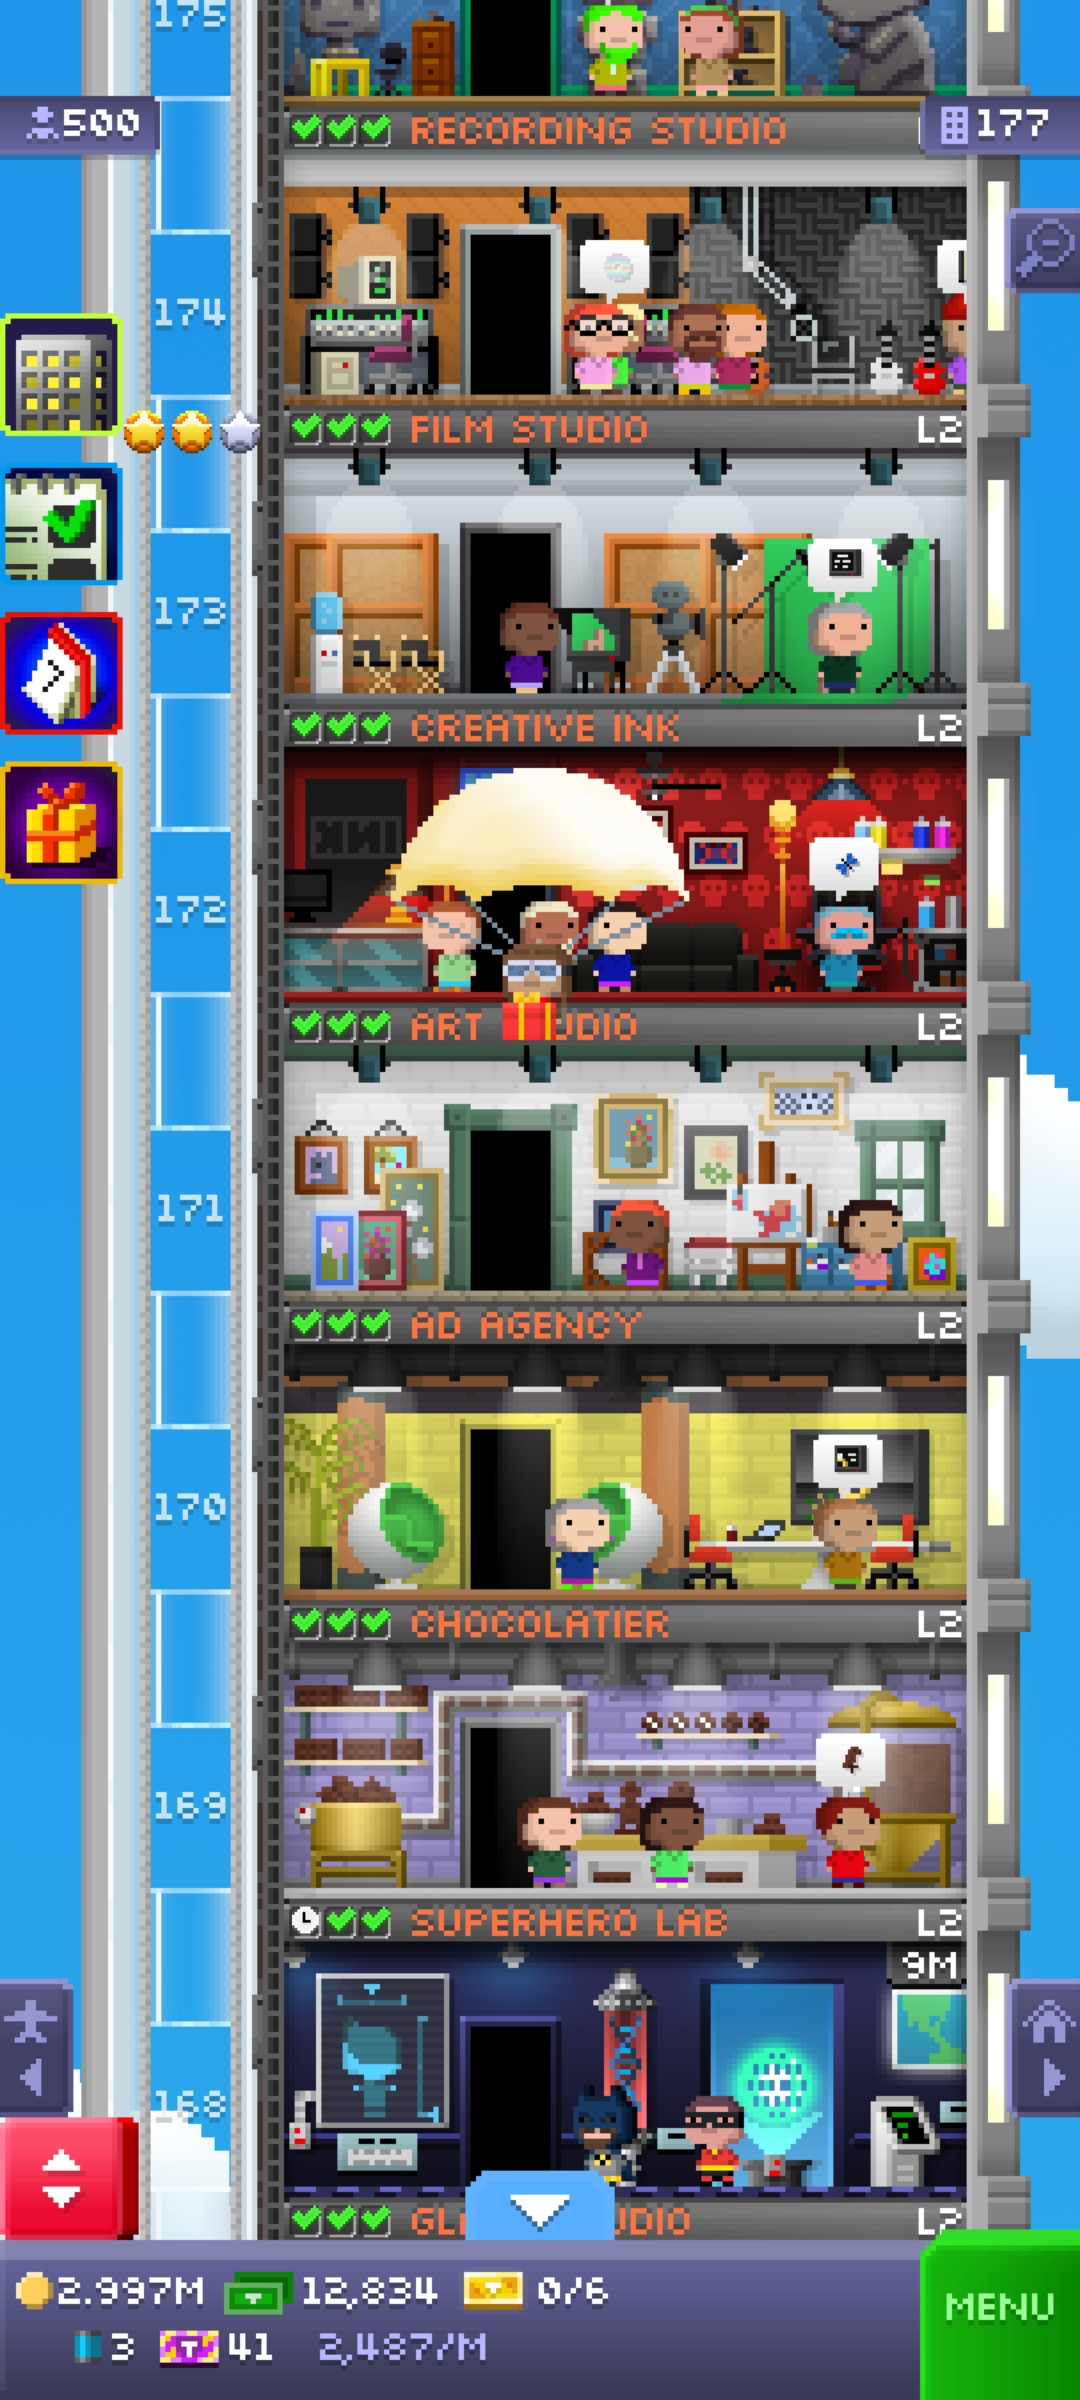 175
500
RECORDING STUDIO
177
174
FILM STUDIO L2
173
CREATIVE INK L2
172
ART UDIO L2
171
AD AGENCY L2
170
CHOCOLATIER L2
169
SUPERHERO LAB L2
9M
168
GL UDIO L2
2.997M 12,834 0/6
MENU
3 41 2,487/M